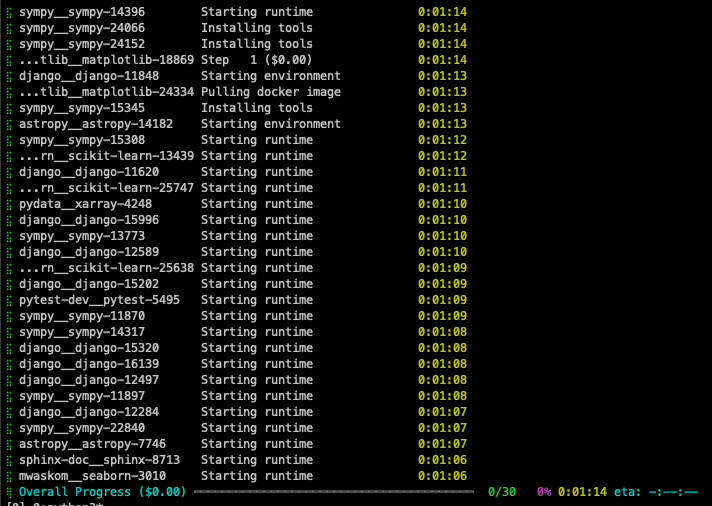 sympy__sympy-14396 Starting runtime 0:01:14
sympy__sympy-24066 Installing tools 0:01:14
sympy__sympy-24152 Installing tools 0:01:14
...tlib__matplotlib-18869 Step 1 ($0.00) 0:01:14
django__django-11848 Starting environment 0:01:13
...tlib__matplotlib-24334 Pulling docker image 0:01:13
sympy__sympy-15345 Installing tools 0:01:13
astropy__astropy-14182 Starting environment 0:01:13
sympy__sympy-15308 Starting runtime 0:01:12
...rn__scikit-learn-13439 Starting runtime 0:01:12
django__django-11620 Starting runtime 0:01:11
...rn__scikit-learn-25747 Starting runtime 0:01:11
pydata__xarray-4248 Starting runtime 0:01:10
django__django-15996 Starting runtime 0:01:10
sympy__sympy-13773 Starting runtime 0:01:10
django__django-12589 Starting runtime 0:01:10
...rn__scikit-learn-25638 Starting runtime 0:01:09
django__django-15202 Starting runtime 0:01:09
pytest-dev__pytest-5495 Starting runtime 0:01:09
sympy__sympy-11870 Starting runtime 0:01:09
sympy__sympy-14317 Starting runtime 0:01:08
django__django-15320 Starting runtime 0:01:08
django__django-16139 Starting runtime 0:01:08
django__django-12497 Starting runtime 0:01:08
sympy__sympy-11897 Starting runtime 0:01:08
django__django-12284 Starting runtime 0:01:07
sympy__sympy-22840 Starting runtime 0:01:07
astropy__astropy-7746 Starting runtime 0:01:07
sphinx-doc__sphinx-8713 Starting runtime 0:01:06
mwaskom__seaborn-3010 Starting runtime 0:01:06
Overall Progress ($0.00) 0/30 0% 0:01:14 eta: -:--:--